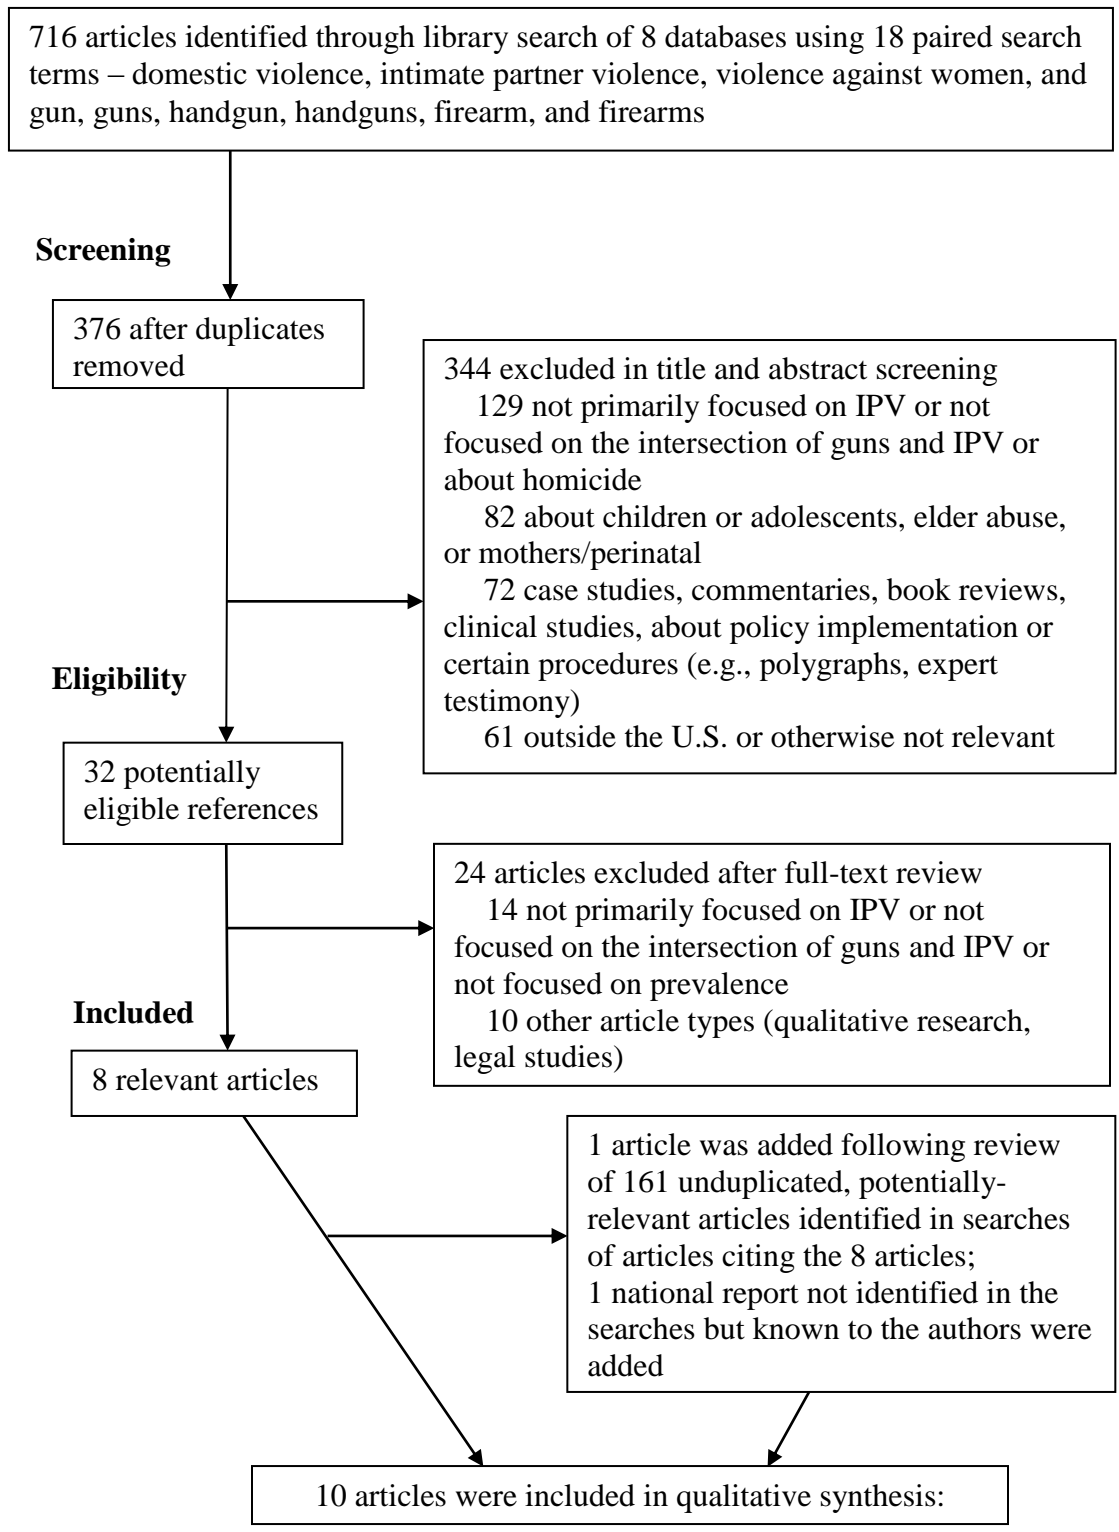 716 articles identified through library search of 8 databases using 18 paired search
terms – domestic violence, intimate partner violence, violence against women, and
gun, guns, handgun, handguns, firearm, and firearms
Screening
376 after duplicates
removed
344 excluded in title and abstract screening
129 not primarily focused on IPV or not
focused on the intersection of guns and IPV or
about homicide
82 about children or adolescents, elder abuse,
or mothers/perinatal
72 case studies, commentaries, book reviews,
clinical studies, about policy implementation or
certain procedures (e.g., polygraphs, expert
testimony)
61 outside the U.S. or otherwise not relevant
Eligibility
32 potentially
eligible references
24 articles excluded after full-text review
14 not primarily focused on IPV or not
focused on the intersection of guns and IPV or
not focused on prevalence
10 other article types (qualitative research,
legal studies)
Included
8 relevant articles
1 article was added following review
of 161 unduplicated, potentially-
relevant articles identified in searches
of articles citing the 8 articles;
1 national report not identified in the
searches but known to the authors were
added
10 articles were included in qualitative synthesis: